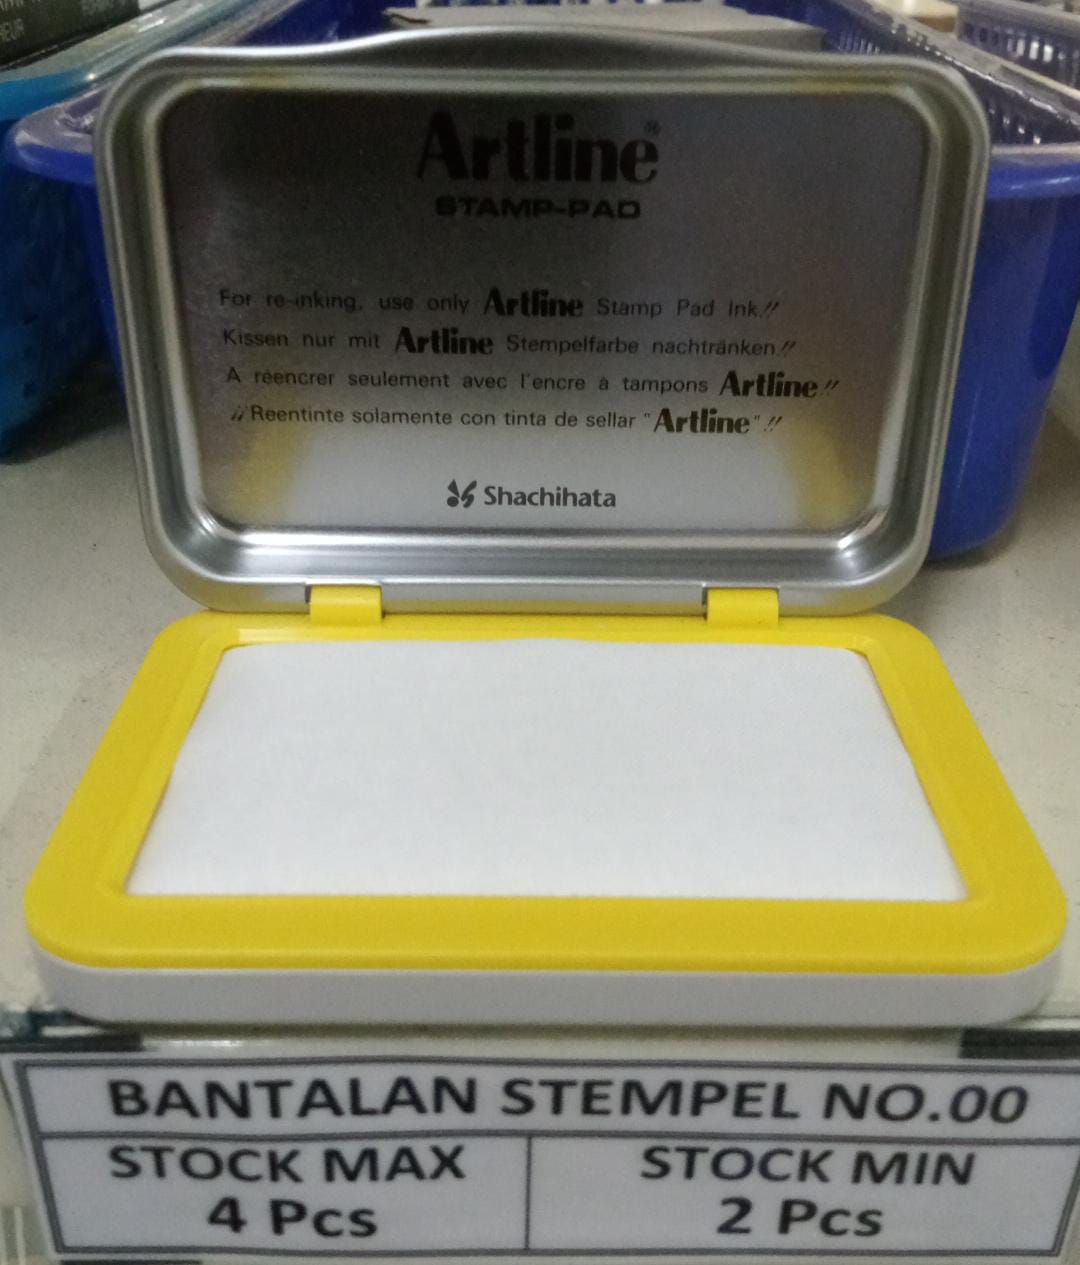 Artline®
STAMP-PAD
For re-inking, use only Artline Stamp Pad Ink!!
Kissen nur mit Artline Stempelfarbe nachtränken!!
A réencrer seulement avec l'encre à tampons Artline!!
¡¡Reentinte solamente con tinta de sellar "Artline"!!
Shachihata
BANTALAN STEMPEL NO.00
STOCK MAX
4 Pcs
STOCK MIN
2 Pcs